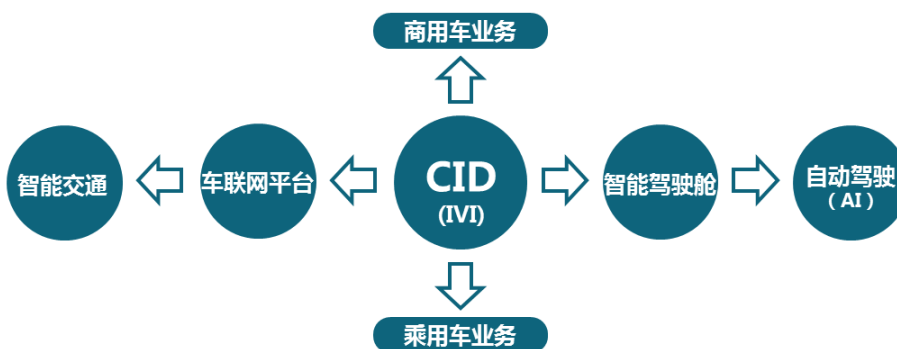 商用车业务
智能交通
车联网平台
CID
(IVI)
智能驾驶舱
自动驾驶
（AI）
乘用车业务